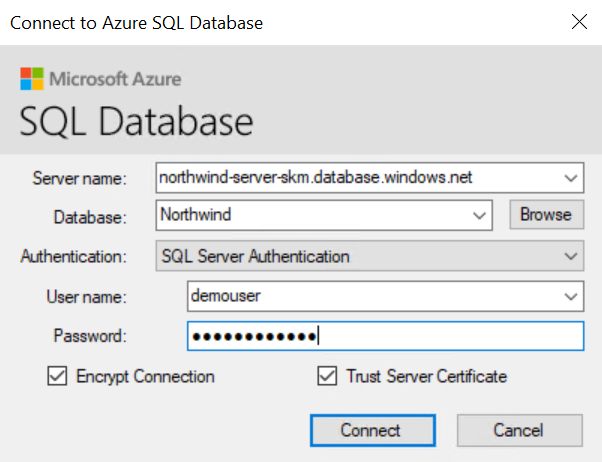 Connect to Azure SQL Database
Microsoft Azure
SQL Database
Server name: northwind-server-skm.database.windows.net
Database: Northwind Browse
Authentication: SQL Server Authentication
User name: demouser
Password: ●●●●●●●●●●●●
Encrypt Connection Trust Server Certificate
Connect Cancel